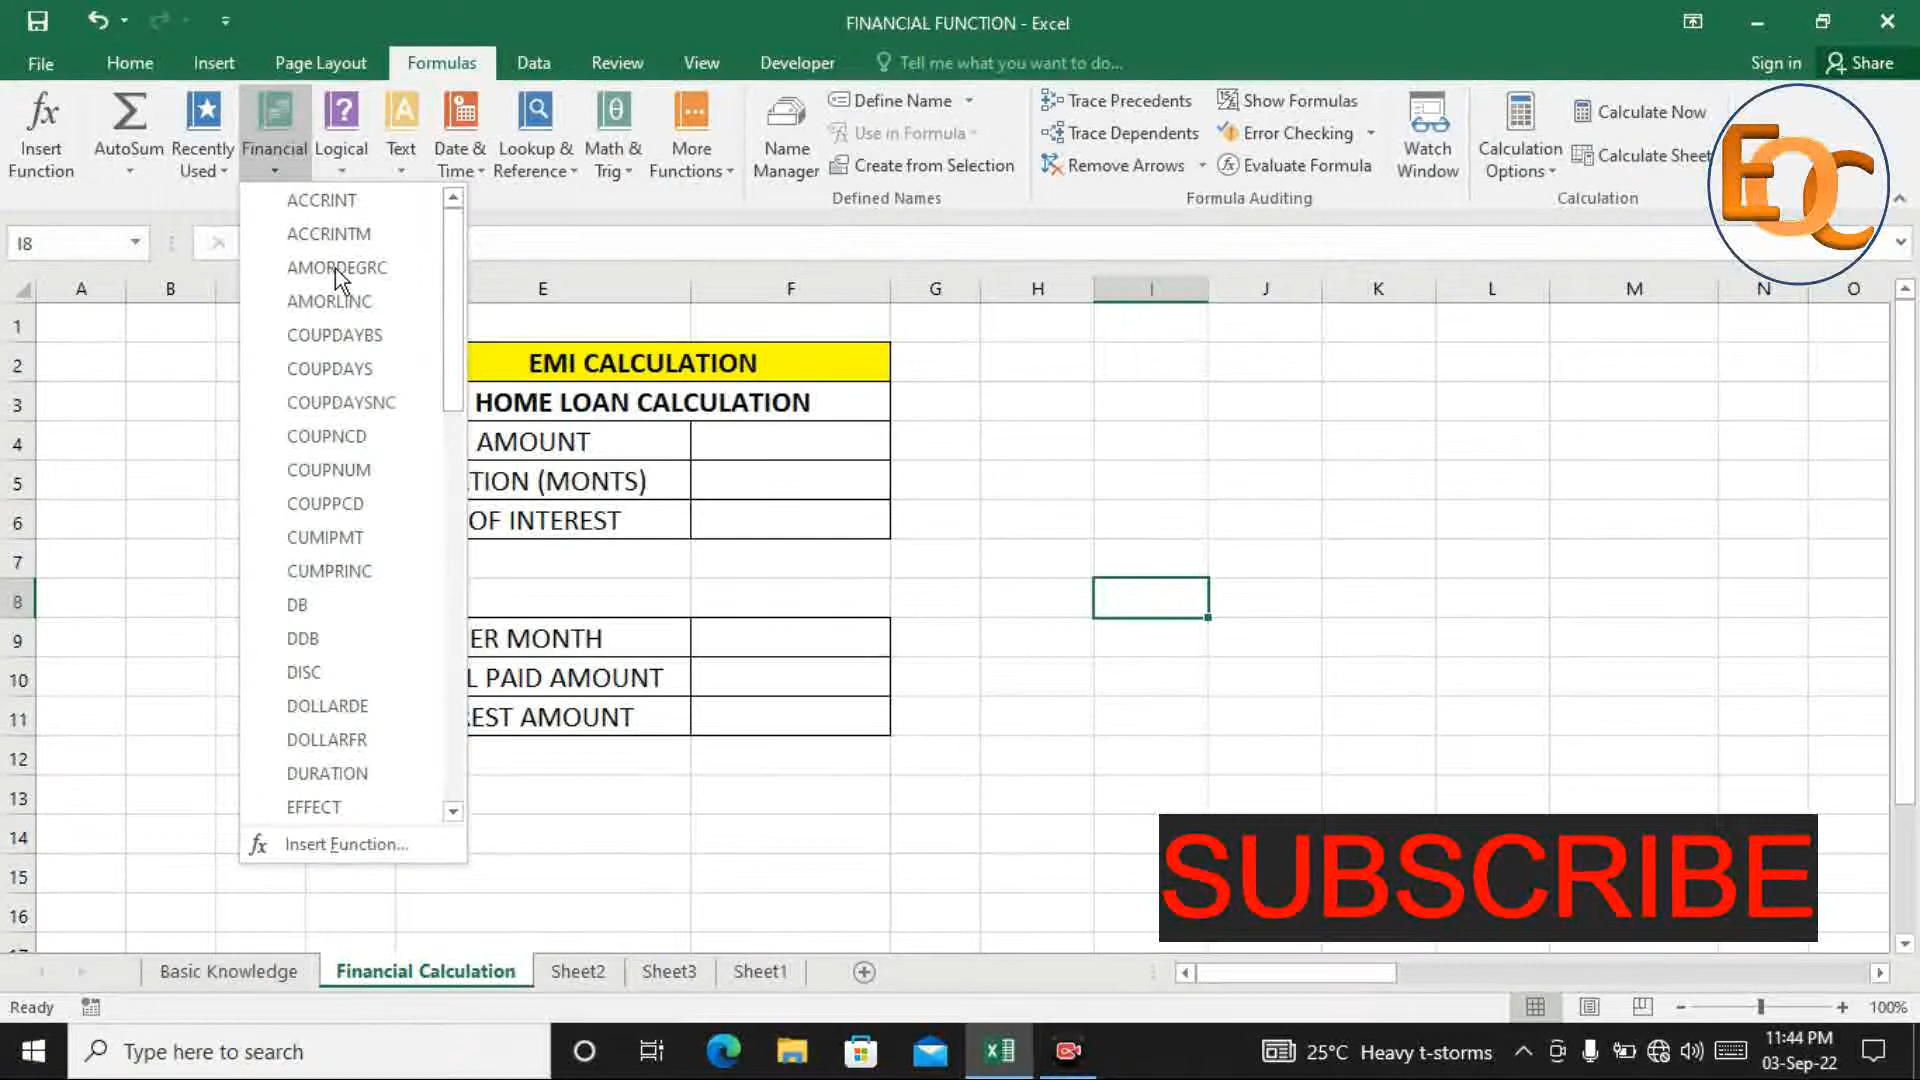 FINANCIAL FUNCTION - Excel
File Home Insert Page Layout Formulas Data Review View Developer Tell me what you want to do... Sign in Share
Insert Function
AutoSum
Recently Used
Financial
Logical
Text
Date & Time
Lookup & Reference
Math & Trig
More Functions
Name Manager
Define Name
Use in Formula
Create from Selection
Defined Names
Trace Precedents
Trace Dependents
Remove Arrows
Show Formulas
Error Checking
Evaluate Formula
Formula Auditing
Watch Window
Calculation Options
Calculate Now
Calculate Sheet
Calculation
EOC
I8
ACCRINT
ACCRINTM
AMORDEGRC
AMORLINC
COUPDAYBS
COUPDAYS
COUPDAYSNC
COUPNCD
COUPNUM
COUPPCD
CUMIPMT
CUMPRINC
DB
DDB
DISC
DOLLARDE
DOLLARFR
DURATION
EFFECT
fx Insert Function...
A B E F G H I J K L M N O
1
2 EMI CALCULATION
3 HOME LOAN CALCULATION
4 AMOUNT
5 TION (MONTS)
6 OF INTEREST
7
8
9 ER MONTH
10 L PAID AMOUNT
11 REST AMOUNT
12
13
14
15
16
SUBSCRIBE
Basic Knowledge Financial Calculation Sheet2 Sheet3 Sheet1
Ready 100%
Type here to search 25°C Heavy t-storms 11:44 PM
03-Sep-22